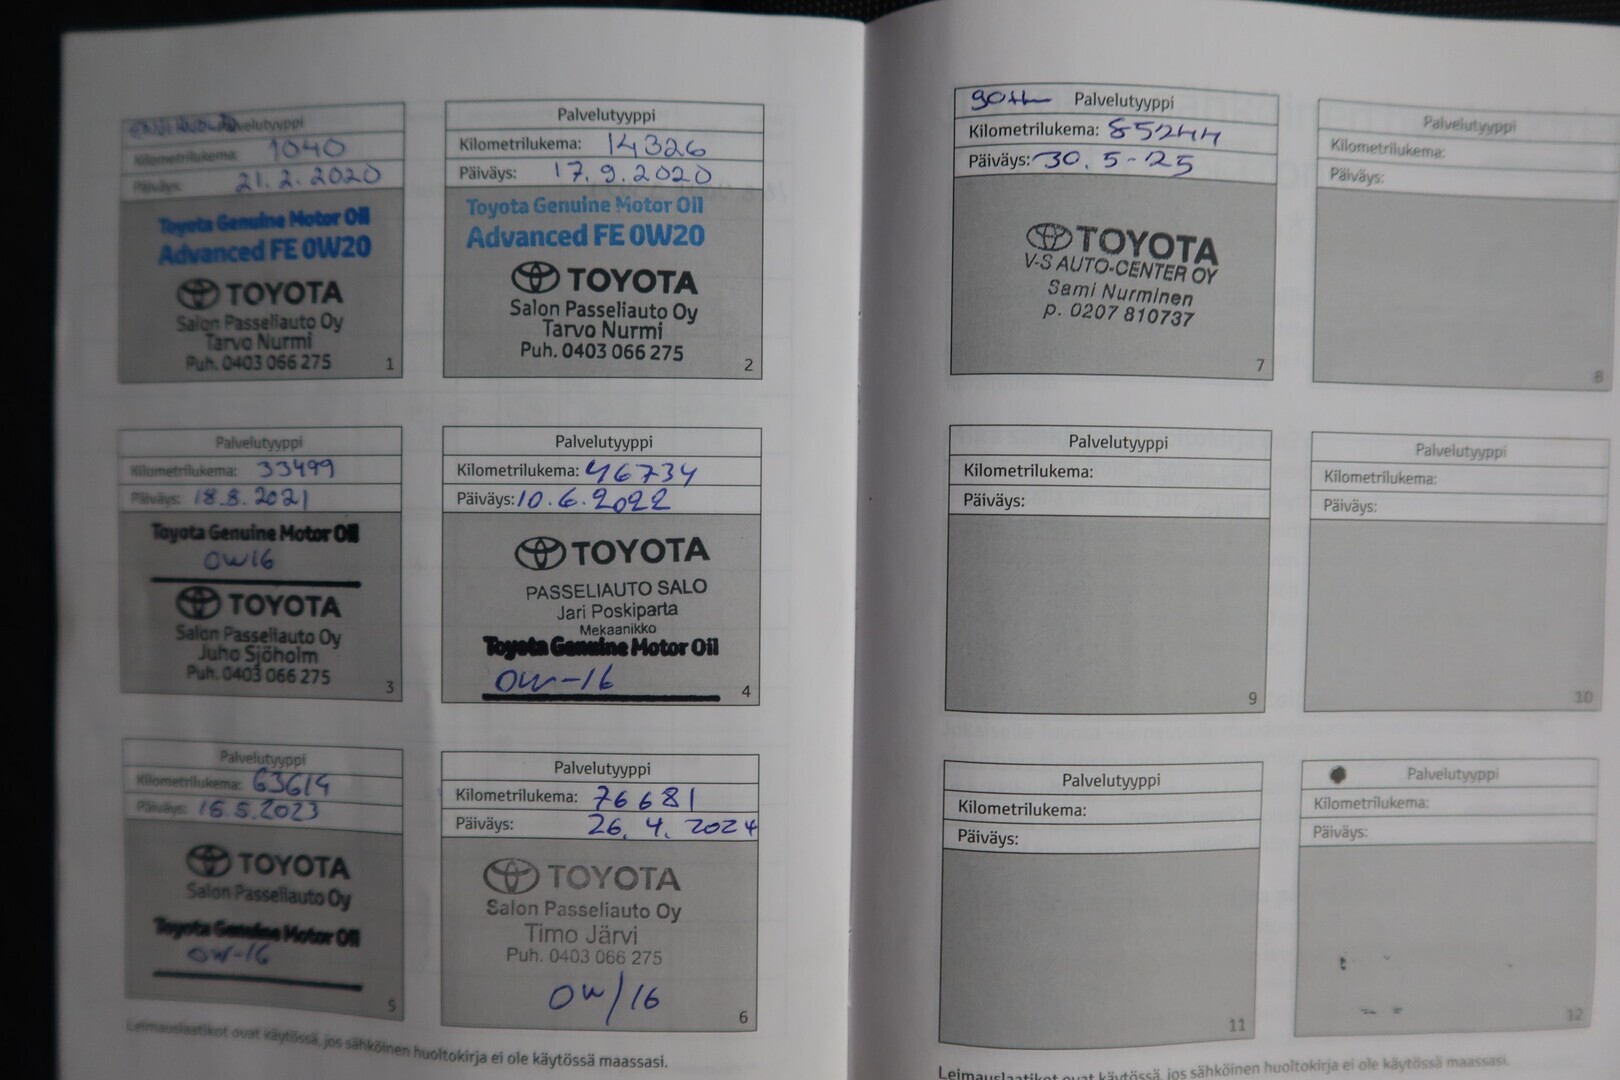 Palvelutyyppi
Kilometrilukema: 1040
Päiväys: 21.2.2020
Toyota Genuine Motor Oil
Advanced FE 0W20
TOYOTA
Salon Passeliauto Oy
Tarvo Nurmi
Puh. 0403 066 275
1
Palvelutyyppi
Kilometrilukema: 14326
Päiväys: 17.9.2020
Toyota Genuine Motor Oil
Advanced FE 0W20
TOYOTA
Salon Passeliauto Oy
Tarvo Nurmi
Puh. 0403 066 275
2
Palvelutyyppi
Kilometrilukema: 33499
Päiväys: 18.8.2021
Toyota Genuine Motor Oil
0W16
TOYOTA
Salon Passeliauto Oy
Juho Sjöholm
Puh. 0403 066 275
3
Palvelutyyppi
Kilometrilukema: 46734
Päiväys: 10.6.2022
TOYOTA
PASSELIAUTO SALO
Jari Poskiparta
Mekaanikko
Toyota Genuine Motor Oil
0W-16
4
Palvelutyyppi
Kilometrilukema: 63614
Päiväys: 15.5.2023
TOYOTA
Salon Passeliauto Oy
Toyota Genuine Motor Oil
0W-16
5
Palvelutyyppi
Kilometrilukema: 76681
Päiväys: 26.4.2024
TOYOTA
Salon Passeliauto Oy
Timo Järvi
Puh. 0403 066 275
0W/16
6
Leimauslaatikot ovat käytössä, jos sähköinen huoltokirja ei ole käytössä maassasi.
Palvelutyyppi
Kilometrilukema: 85244
Päiväys: 30.5-25
TOYOTA
V-S AUTO-CENTER OY
Sami Nurminen
p. 0207 810737
7
Palvelutyyppi
Kilometrilukema:
Päiväys:
8
Palvelutyyppi
Kilometrilukema:
Päiväys:
9
Palvelutyyppi
Kilometrilukema:
Päiväys:
10
Palvelutyyppi
Kilometrilukema:
Päiväys:
11
Palvelutyyppi
Kilometrilukema:
Päiväys:
12
Leimauslaatikot ovat käytössä, jos sähköinen huoltokirja ei ole käytössä maassasi.